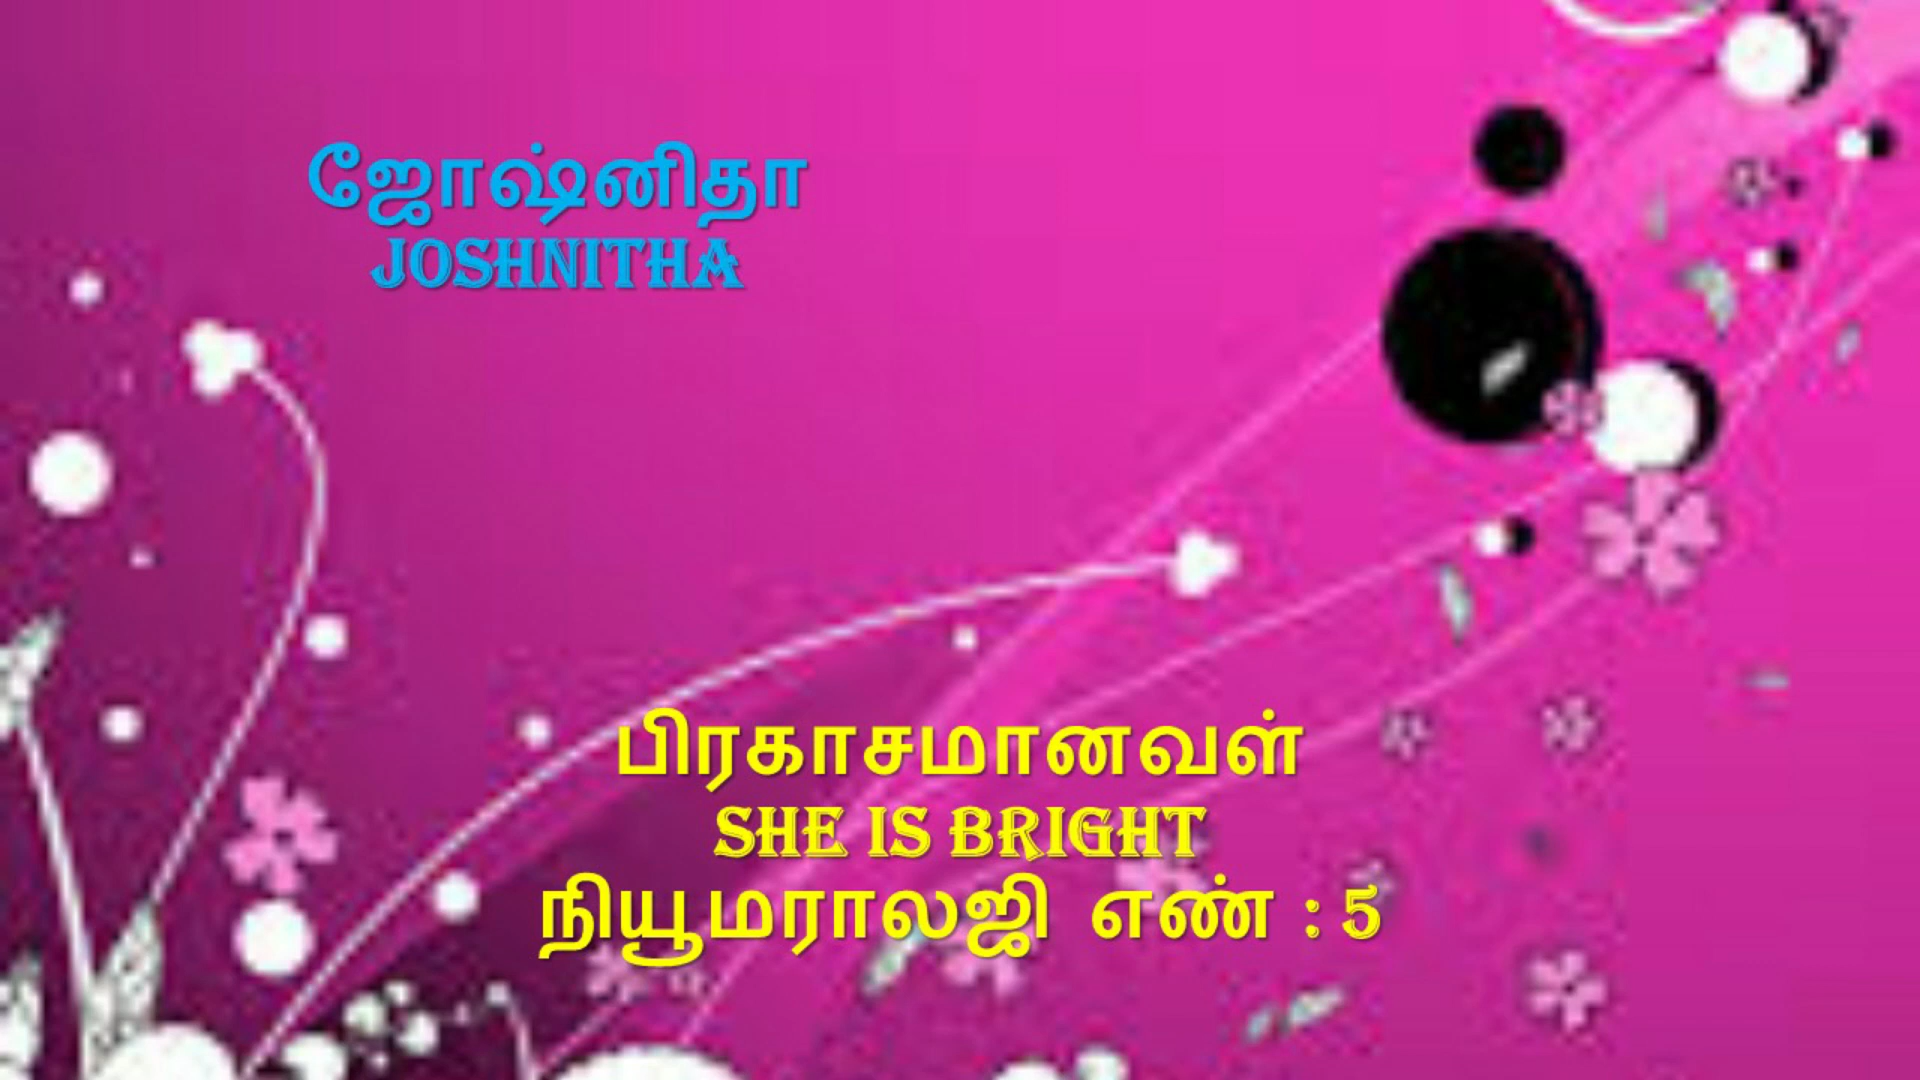 ஜோஷ்னிதா
JOSHNITHA
பிரகாசமானவள்
SHE IS BRIGHT
நியூமராலஜி எண் : 5